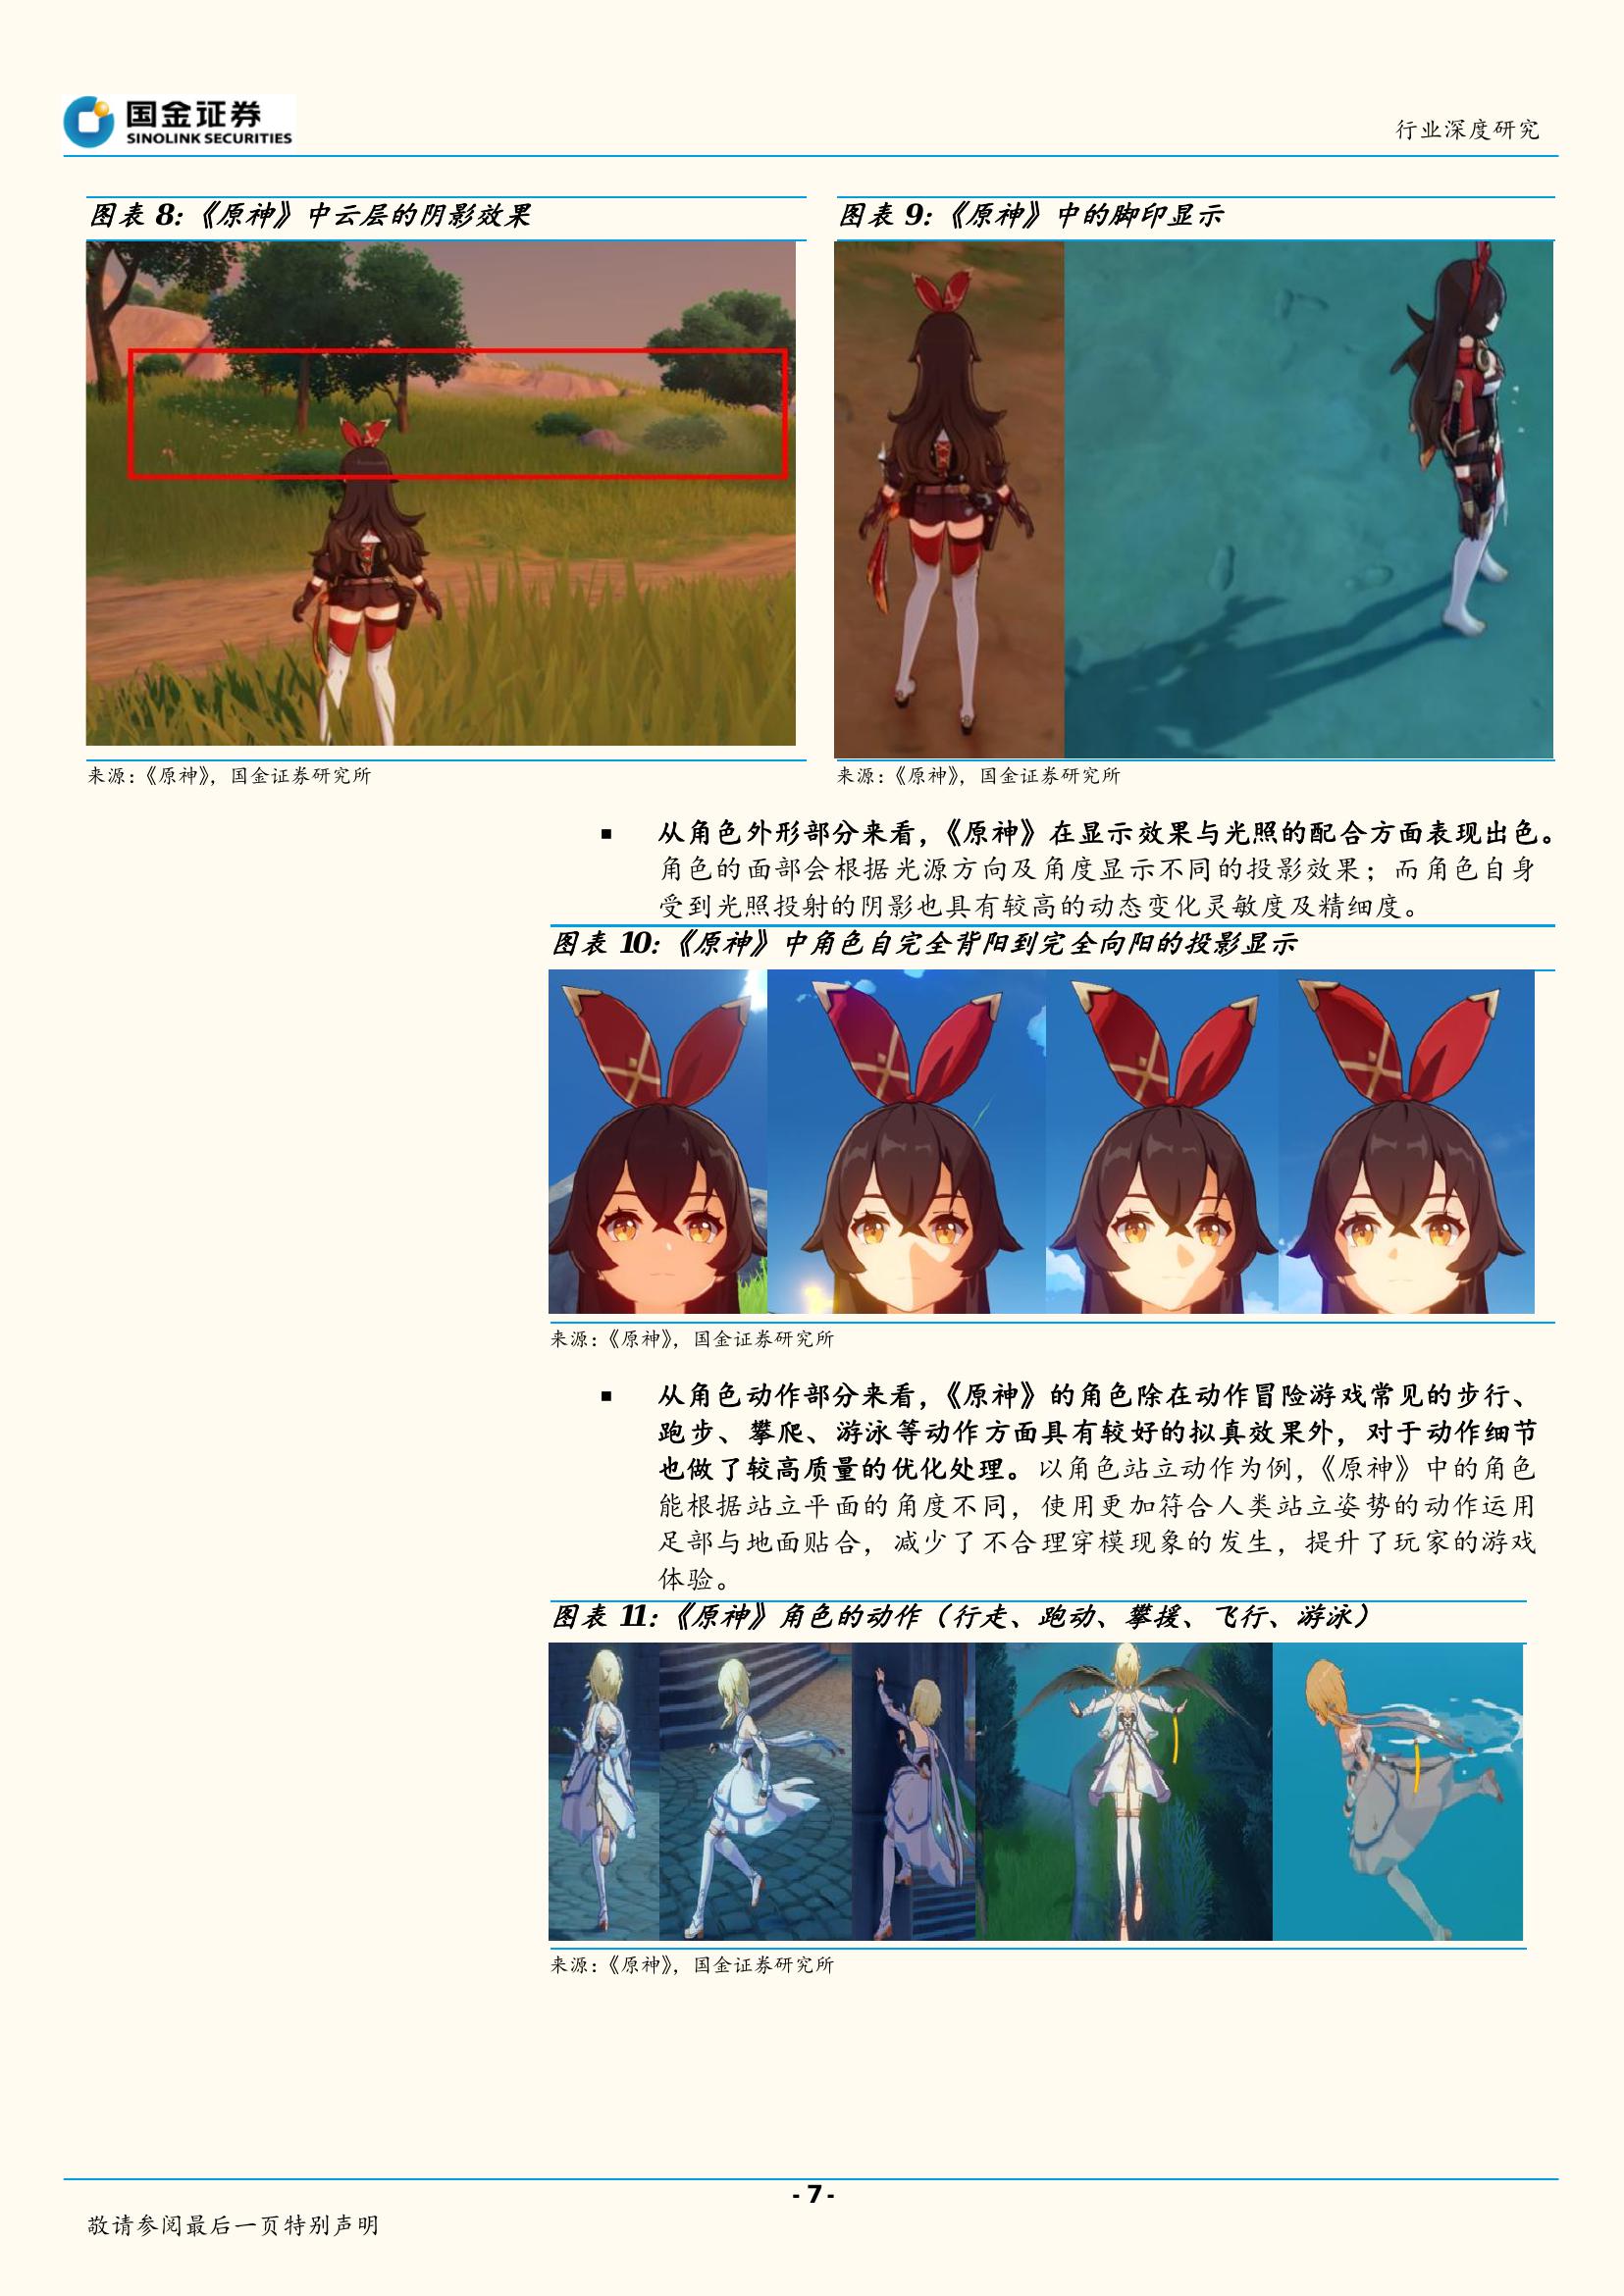 国金证券
SINOLINK SECURITIES
行业深度研究
图表 8:《原神》中云层的阴影效果
图表 9:《原神》中的脚印显示
来源:《原神》, 国金证券研究所
来源:《原神》, 国金证券研究所
■ 从角色外形部分来看,《原神》在显示效果与光照的配合方面表现出色。
角色的面部会根据光源方向及角度显示不同的投影效果；而角色自身
受到光照投射的阴影也具有较高的动态变化灵敏度及精细度。
图表 10:《原神》中角色自完全背阳到完全向阳的投影显示
来源:《原神》, 国金证券研究所
■ 从角色动作部分来看,《原神》的角色除在动作冒险游戏常见的步行、
跑步、攀爬、游泳等动作方面具有较好的拟真效果外，对于动作细节
也做了较高质量的优化处理。以角色站立动作为例,《原神》中的角色
能根据站立平面的角度不同，使用更加符合人类站立姿势的动作运用
足部与地面贴合，减少了不合理穿模现象的发生，提升了玩家的游戏
体验。
图表 11:《原神》角色的动作（行走、跑动、攀援、飞行、游泳）
来源:《原神》, 国金证券研究所
- 7 -
敬请参阅最后一页特别声明